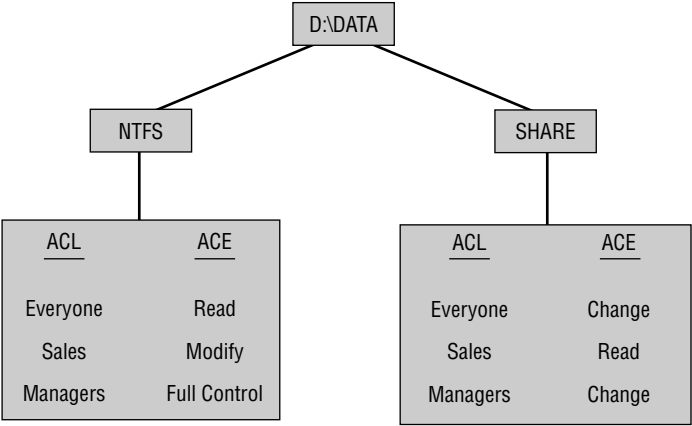 D:\DATA
NTFS
SHARE
ACL ACE
Everyone Read
Sales Modify
Managers Full Control
ACL ACE
Everyone Change
Sales Read
Managers Change